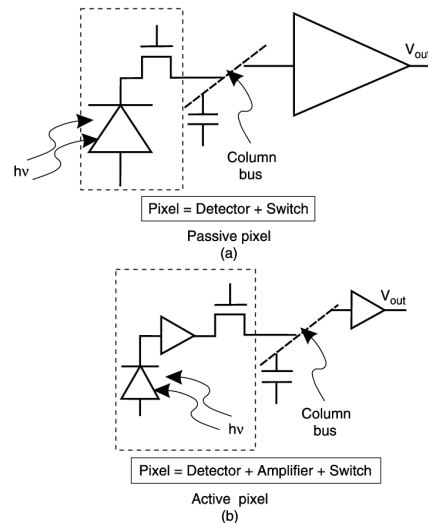 V_out
hν
Column
bus
Pixel = Detector + Switch
Passive pixel
(a)
V_out
hν
Column
bus
Pixel = Detector + Amplifier + Switch
Active pixel
(b)